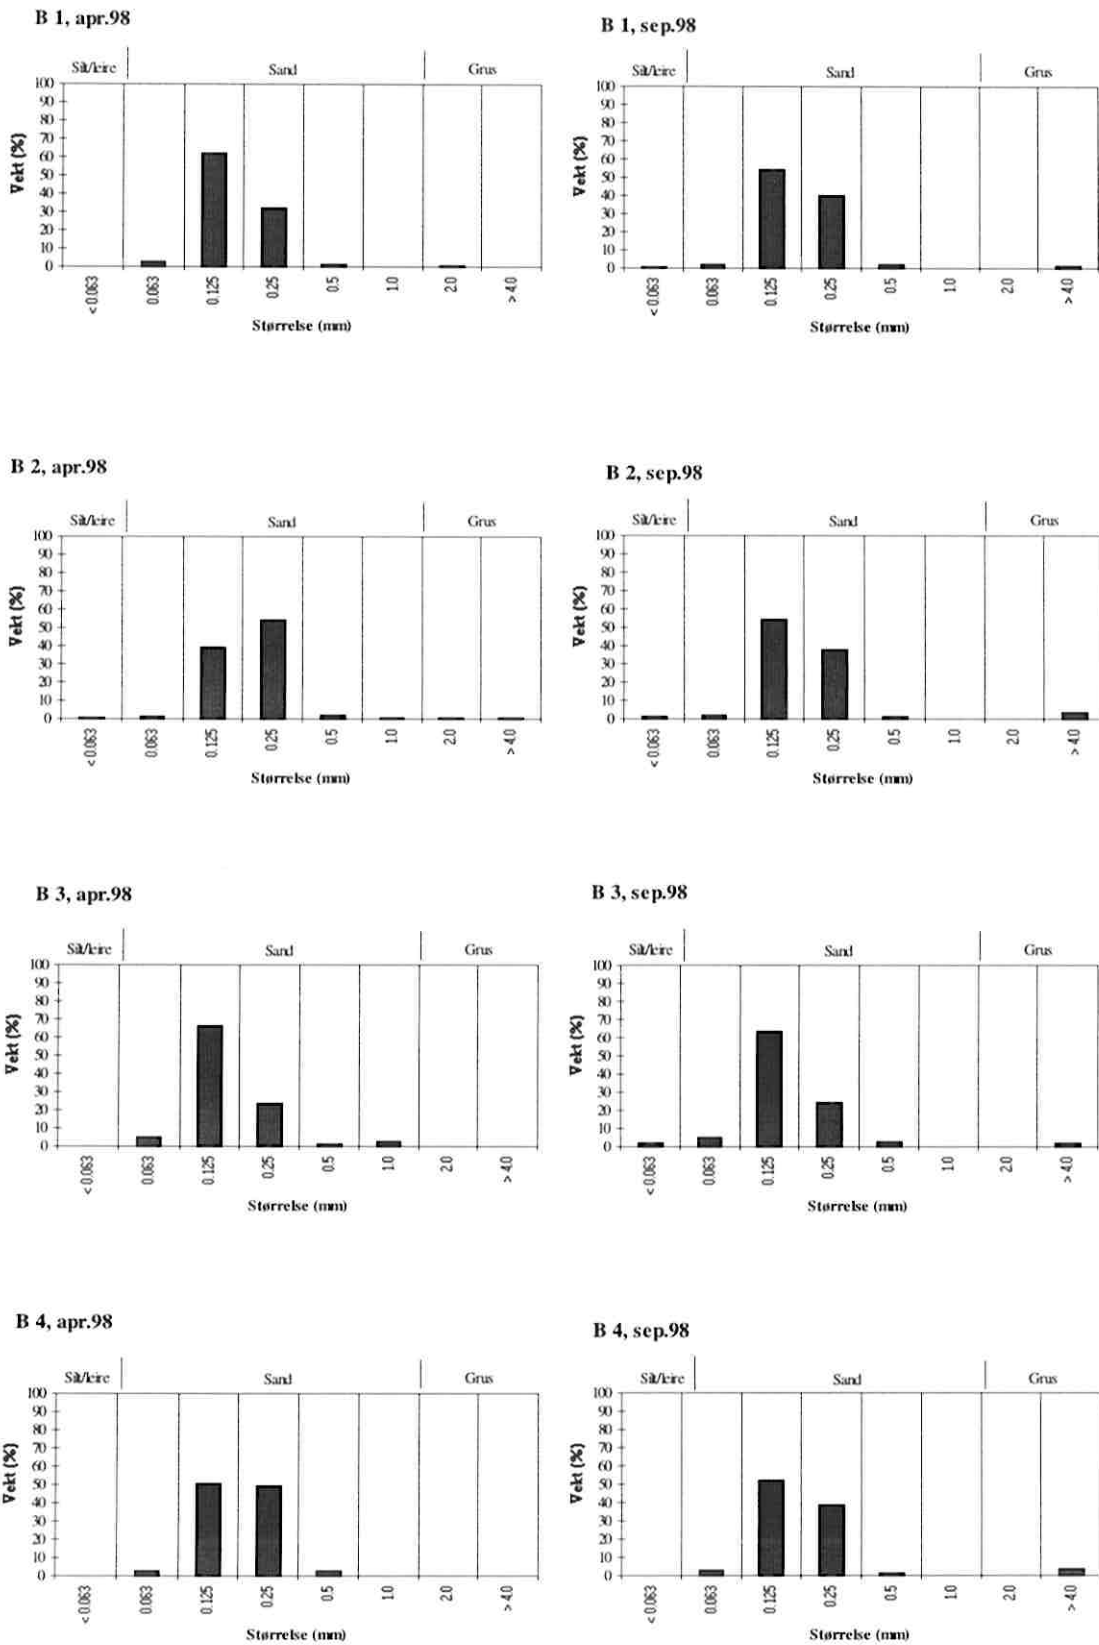 B 1, apr.98
Silt/leire Sand Grus
100
90
80
70
60
50
40
30
20
10
0
Vekt (%)
< 0.063 0.063 0.125 0.25 0.5 1.0 2.0 > 4.0
Størrelse (mm)
B 1, sep.98
Silt/leire Sand Grus
100
90
80
70
60
50
40
30
20
10
0
Vekt (%)
< 0.063 0.063 0.125 0.25 0.5 1.0 2.0 > 4.0
Størrelse (mm)
B 2, apr.98
Silt/leire Sand Grus
100
90
80
70
60
50
40
30
20
10
0
Vekt (%)
< 0.063 0.063 0.125 0.25 0.5 1.0 2.0 > 4.0
Størrelse (mm)
B 2, sep.98
Silt/leire Sand Grus
100
90
80
70
60
50
40
30
20
10
0
Vekt (%)
< 0.063 0.063 0.125 0.25 0.5 1.0 2.0 > 4.0
Størrelse (mm)
B 3, apr.98
Silt/leire Sand Grus
100
90
80
70
60
50
40
30
20
10
0
Vekt (%)
< 0.063 0.063 0.125 0.25 0.5 1.0 2.0 > 4.0
Størrelse (mm)
B 3, sep.98
Silt/leire Sand Grus
100
90
80
70
60
50
40
30
20
10
0
Vekt (%)
< 0.063 0.063 0.125 0.25 0.5 1.0 2.0 > 4.0
Størrelse (mm)
B 4, apr.98
Silt/leire Sand Grus
100
90
80
70
60
50
40
30
20
10
0
Vekt (%)
< 0.063 0.063 0.125 0.25 0.5 1.0 2.0 > 4.0
Størrelse (mm)
B 4, sep.98
Silt/leire Sand Grus
100
90
80
70
60
50
40
30
20
10
0
Vekt (%)
< 0.063 0.063 0.125 0.25 0.5 1.0 2.0 > 4.0
Størrelse (mm)